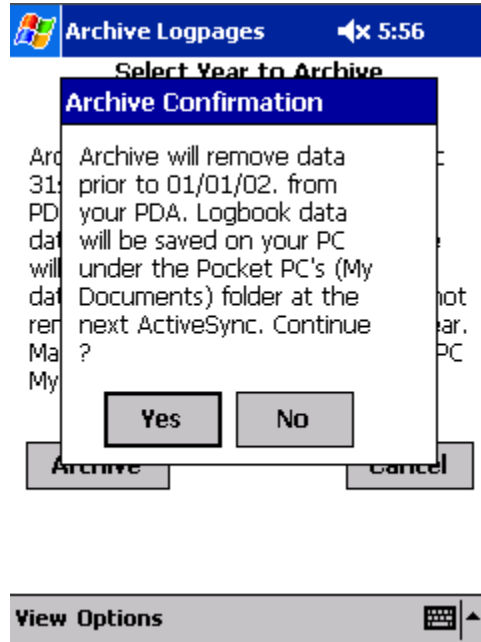 Archive Logpages 5:56
Select Year to Archive
Archive Confirmation
Archive will remove data
prior to 01/01/02. from
your PDA. Logbook data
will be saved on your PC
under the Pocket PC's (My
Documents) folder at the
next ActiveSync. Continue
?
Yes No
My
Archive Cancel
View Options